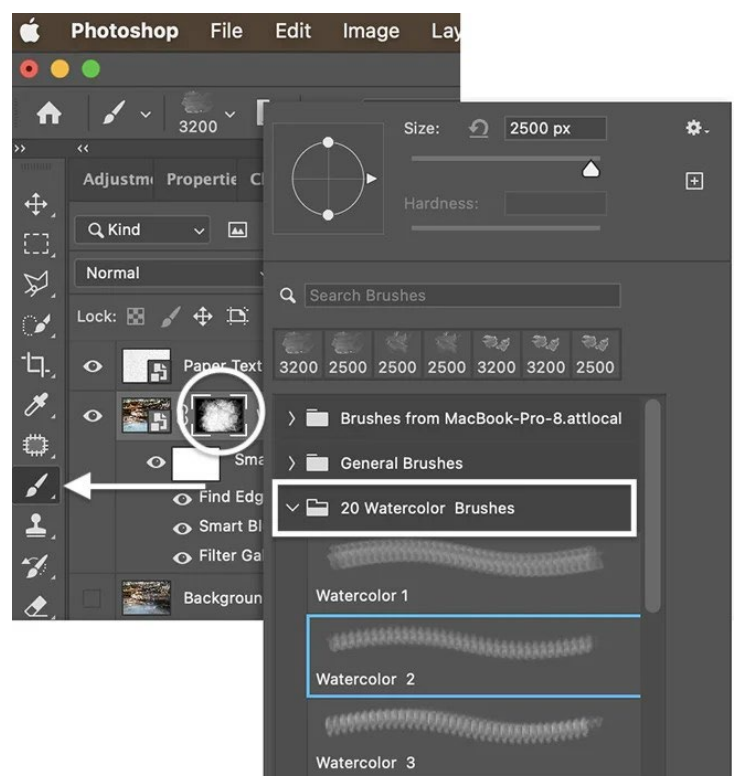 Photoshop File Edit Image Lay
3200
Size: 2500 px
Hardness:
Adjustm Propertie C
Kind
Normal
Lock:
Search Brushes
3200 2500 2500 2500 3200 3200 2500
Paper Text
Brushes from MacBook-Pro-8.attlocal
General Brushes
20 Watercolor Brushes
Sma
Find Edg
Smart Bl
Filter Gal
Backgroun
Watercolor 1
Watercolor 2
Watercolor 3